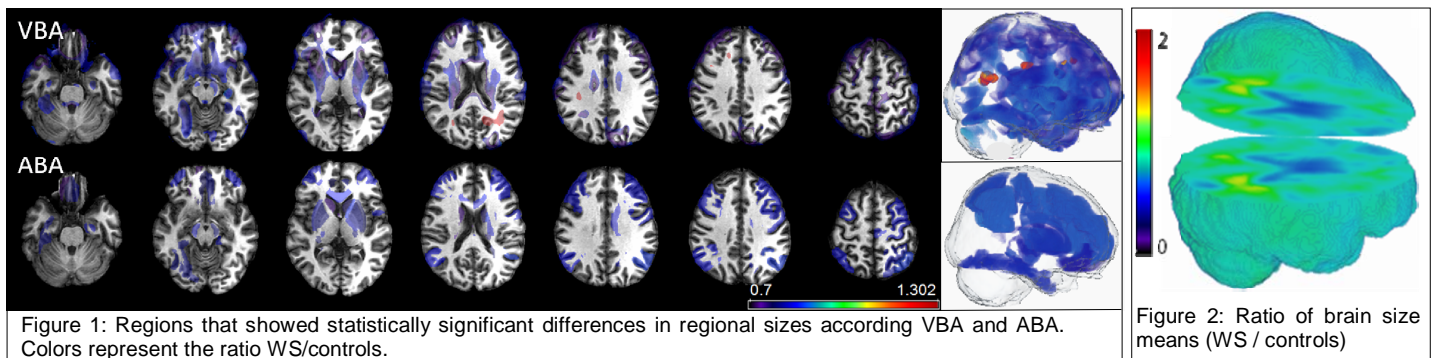 VBA
ABA
0.7 1.302
Figure 1: Regions that showed statistically significant differences in regional sizes according VBA and ABA.
Colors represent the ratio WS/controls.
2
0
Figure 2: Ratio of brain size
means (WS / controls)